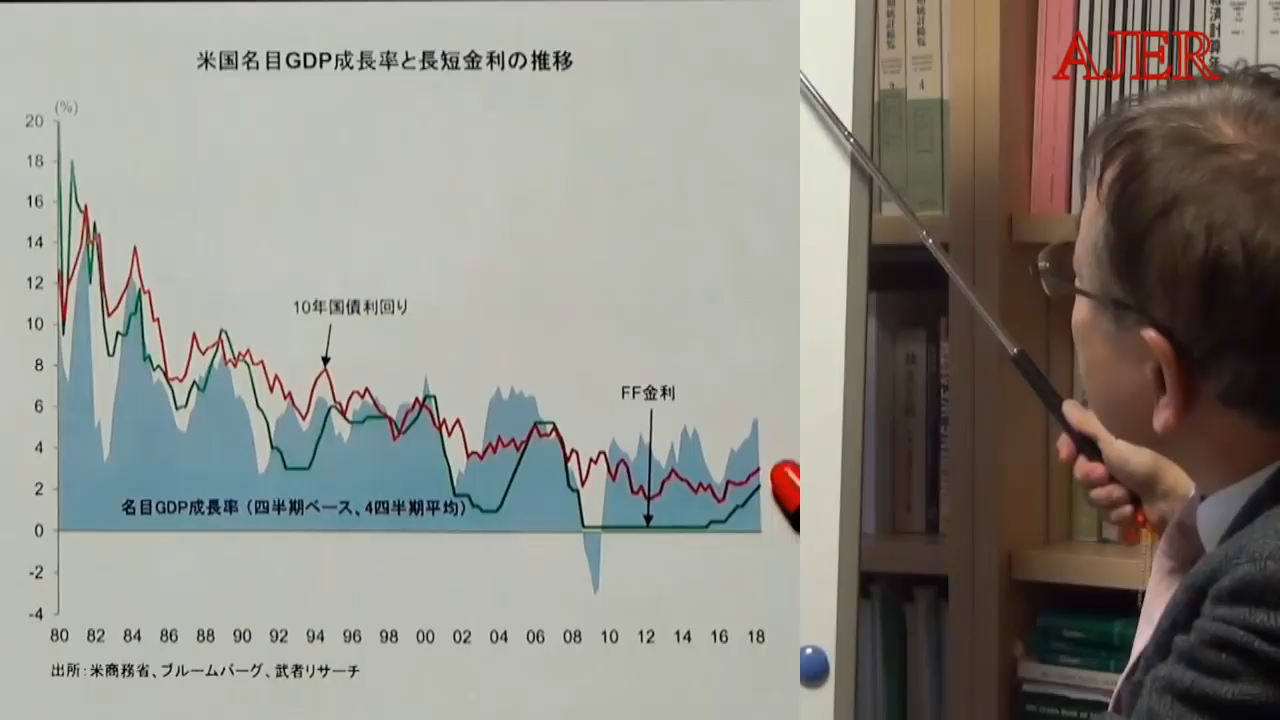 米国名目GDP成長率と長短金利の推移
(%)
20
18
16
14
12
10
8
6
4
2
0
-2
-4
10年国債利回り
FF金利
名目GDP成長率(四半期ベース、4四半期平均)
80 82 84 86 88 90 92 94 96 98 00 02 04 06 08 10 12 14 16 18
出所:米商務省、ブルームバーグ、武者リサーチ
AJER
4